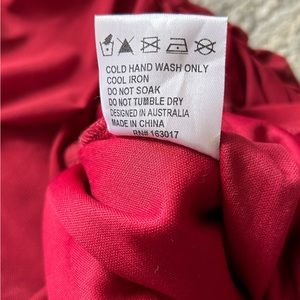 COLD HAND WASH ONLY
COOL IRON
DO NOT SOAK
DO NOT TUMBLE DRY
DESIGNED IN AUSTRALIA
MADE IN CHINA
RN# 163017